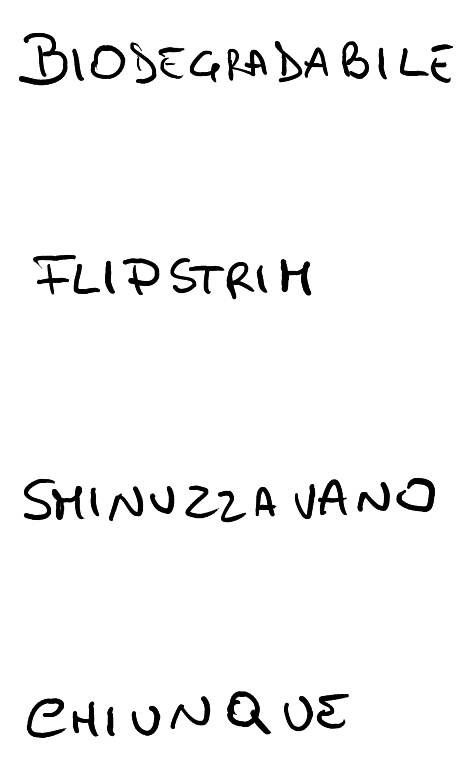 BIODEGRADABILE
FLIPSTRIM
SMINUZZAVANO
CHIUNQUE